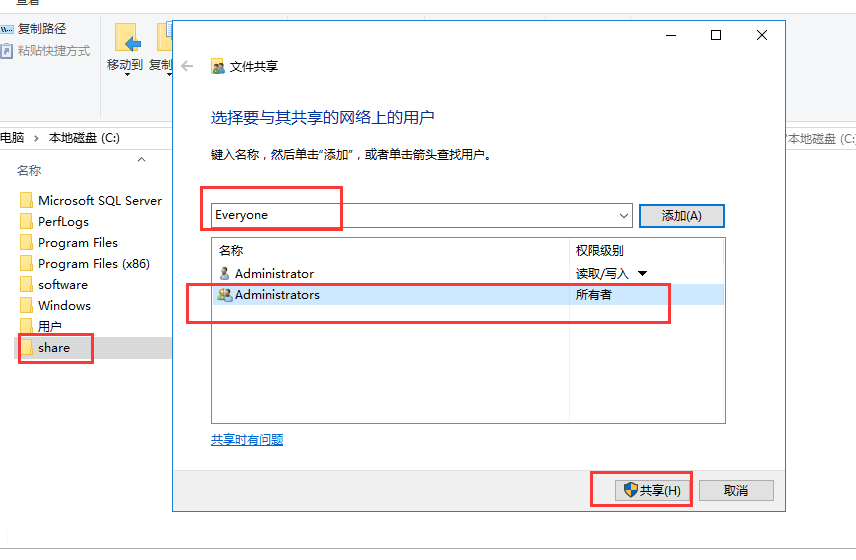 查看
复制路径
粘贴快捷方式
移动到 复制
电脑 > 本地磁盘 (C:)
名称
Microsoft SQL Server
PerfLogs
Program Files
Program Files (x86)
software
Windows
用户
share
文件共享
选择要与其共享的网络上的用户
键入名称，然后单击"添加"，或者单击箭头查找用户。
Everyone
添加(A)
名称 权限级别
Administrator 读取/写入
Administrators 所有者
共享时有问题
共享(H) 取消
本地磁盘 (C:)